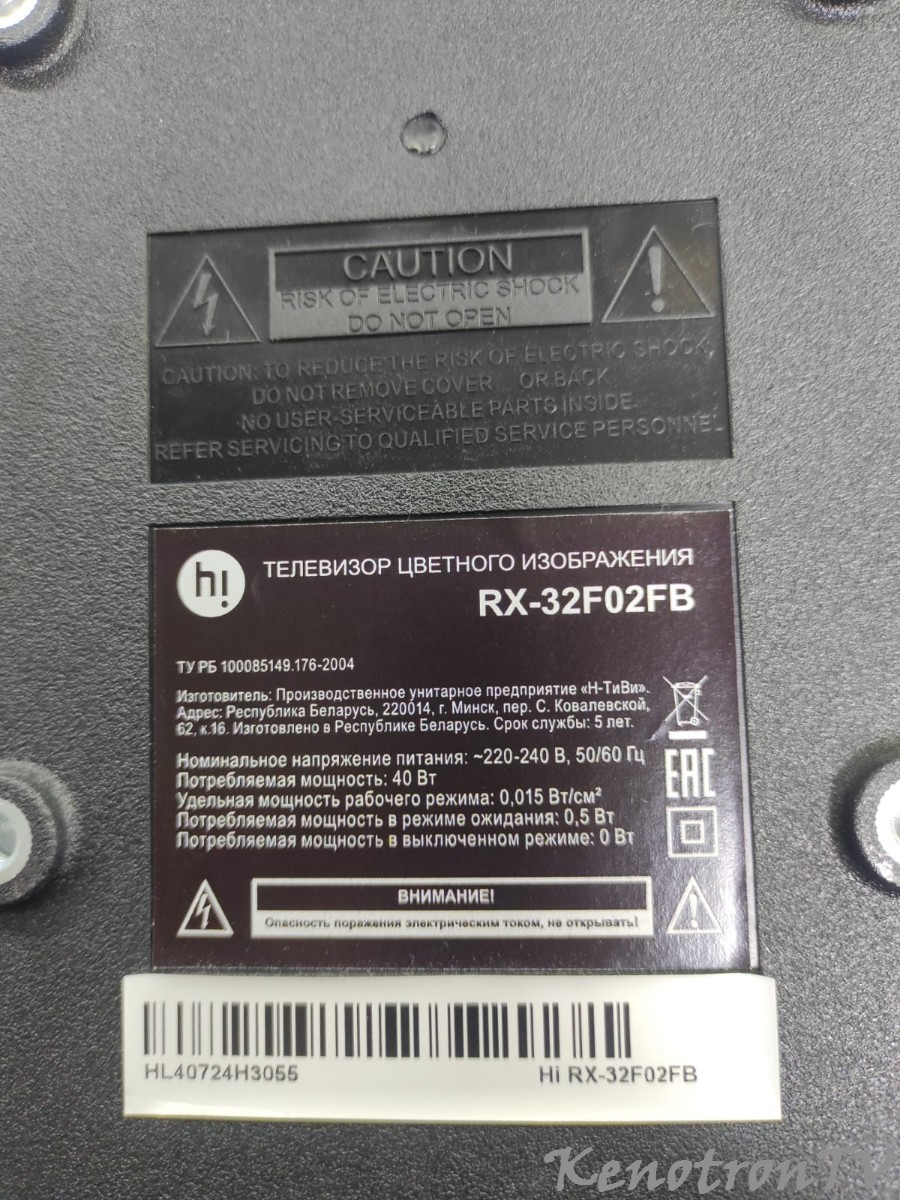 CAUTION
RISK OF ELECTRIC SHOCK
DO NOT OPEN
CAUTION: TO REDUCE THE RISK OF ELECTRIC SHOCK,
DO NOT REMOVE COVER OR BACK.
NO USER-SERVICEABLE PARTS INSIDE.
REFER SERVICING TO QUALIFIED SERVICE PERSONNEL
hi
ТЕЛЕВИЗОР ЦВЕТНОГО ИЗОБРАЖЕНИЯ
RX-32F02FB
ТУ РБ 100085149.176-2004
Изготовитель: Производственное унитарное предприятие «Н-ТиВи».
Адрес: Республика Беларусь, 220014, г. Минск, пер. С. Ковалевской,
62, к.16. Изготовлено в Республике Беларусь. Срок службы: 5 лет.
Номинальное напряжение питания: ~220-240 В, 50/60 Гц
Потребляемая мощность: 40 Вт
Удельная мощность рабочего режима: 0,015 Вт/см²
Потребляемая мощность в режиме ожидания: 0,5 Вт
Потребляемая мощность в выключенном режиме: 0 Вт
EAC
ВНИМАНИЕ!
Опасность поражения электрическим током, не открывать!
HL40724H3055 Hi RX-32F02FB
KenotronTV